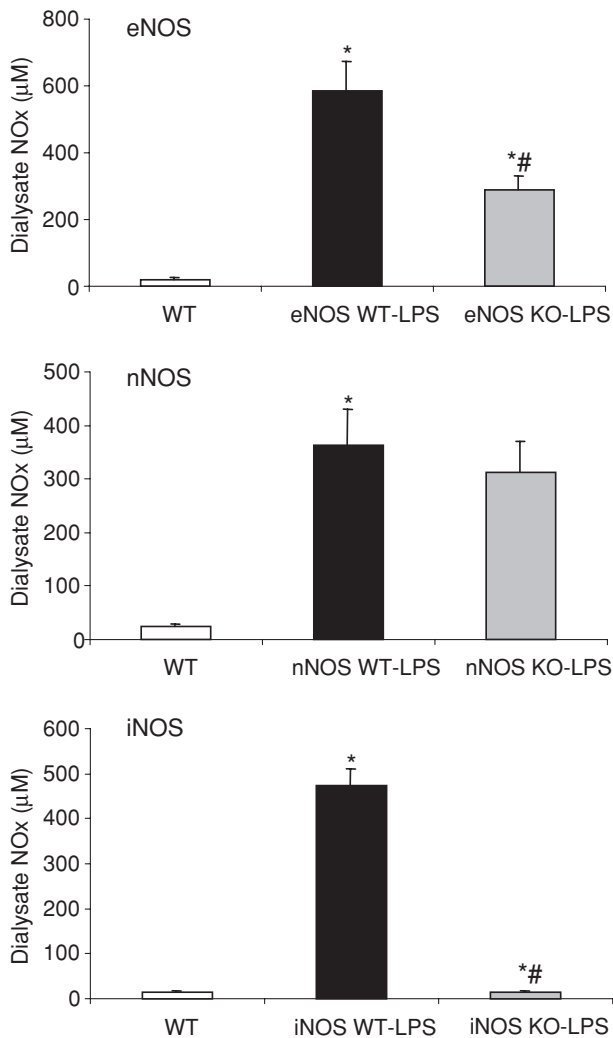 eNOS
Dialysate NOx (μM)
800
600
400
200
0
*
*#
WT
eNOS WT-LPS
eNOS KO-LPS
nNOS
Dialysate NOx (μM)
500
400
300
200
100
0
*
WT
nNOS WT-LPS
nNOS KO-LPS
iNOS
Dialysate NOx (μM)
600
500
400
300
200
100
0
*
*#
WT
iNOS WT-LPS
iNOS KO-LPS